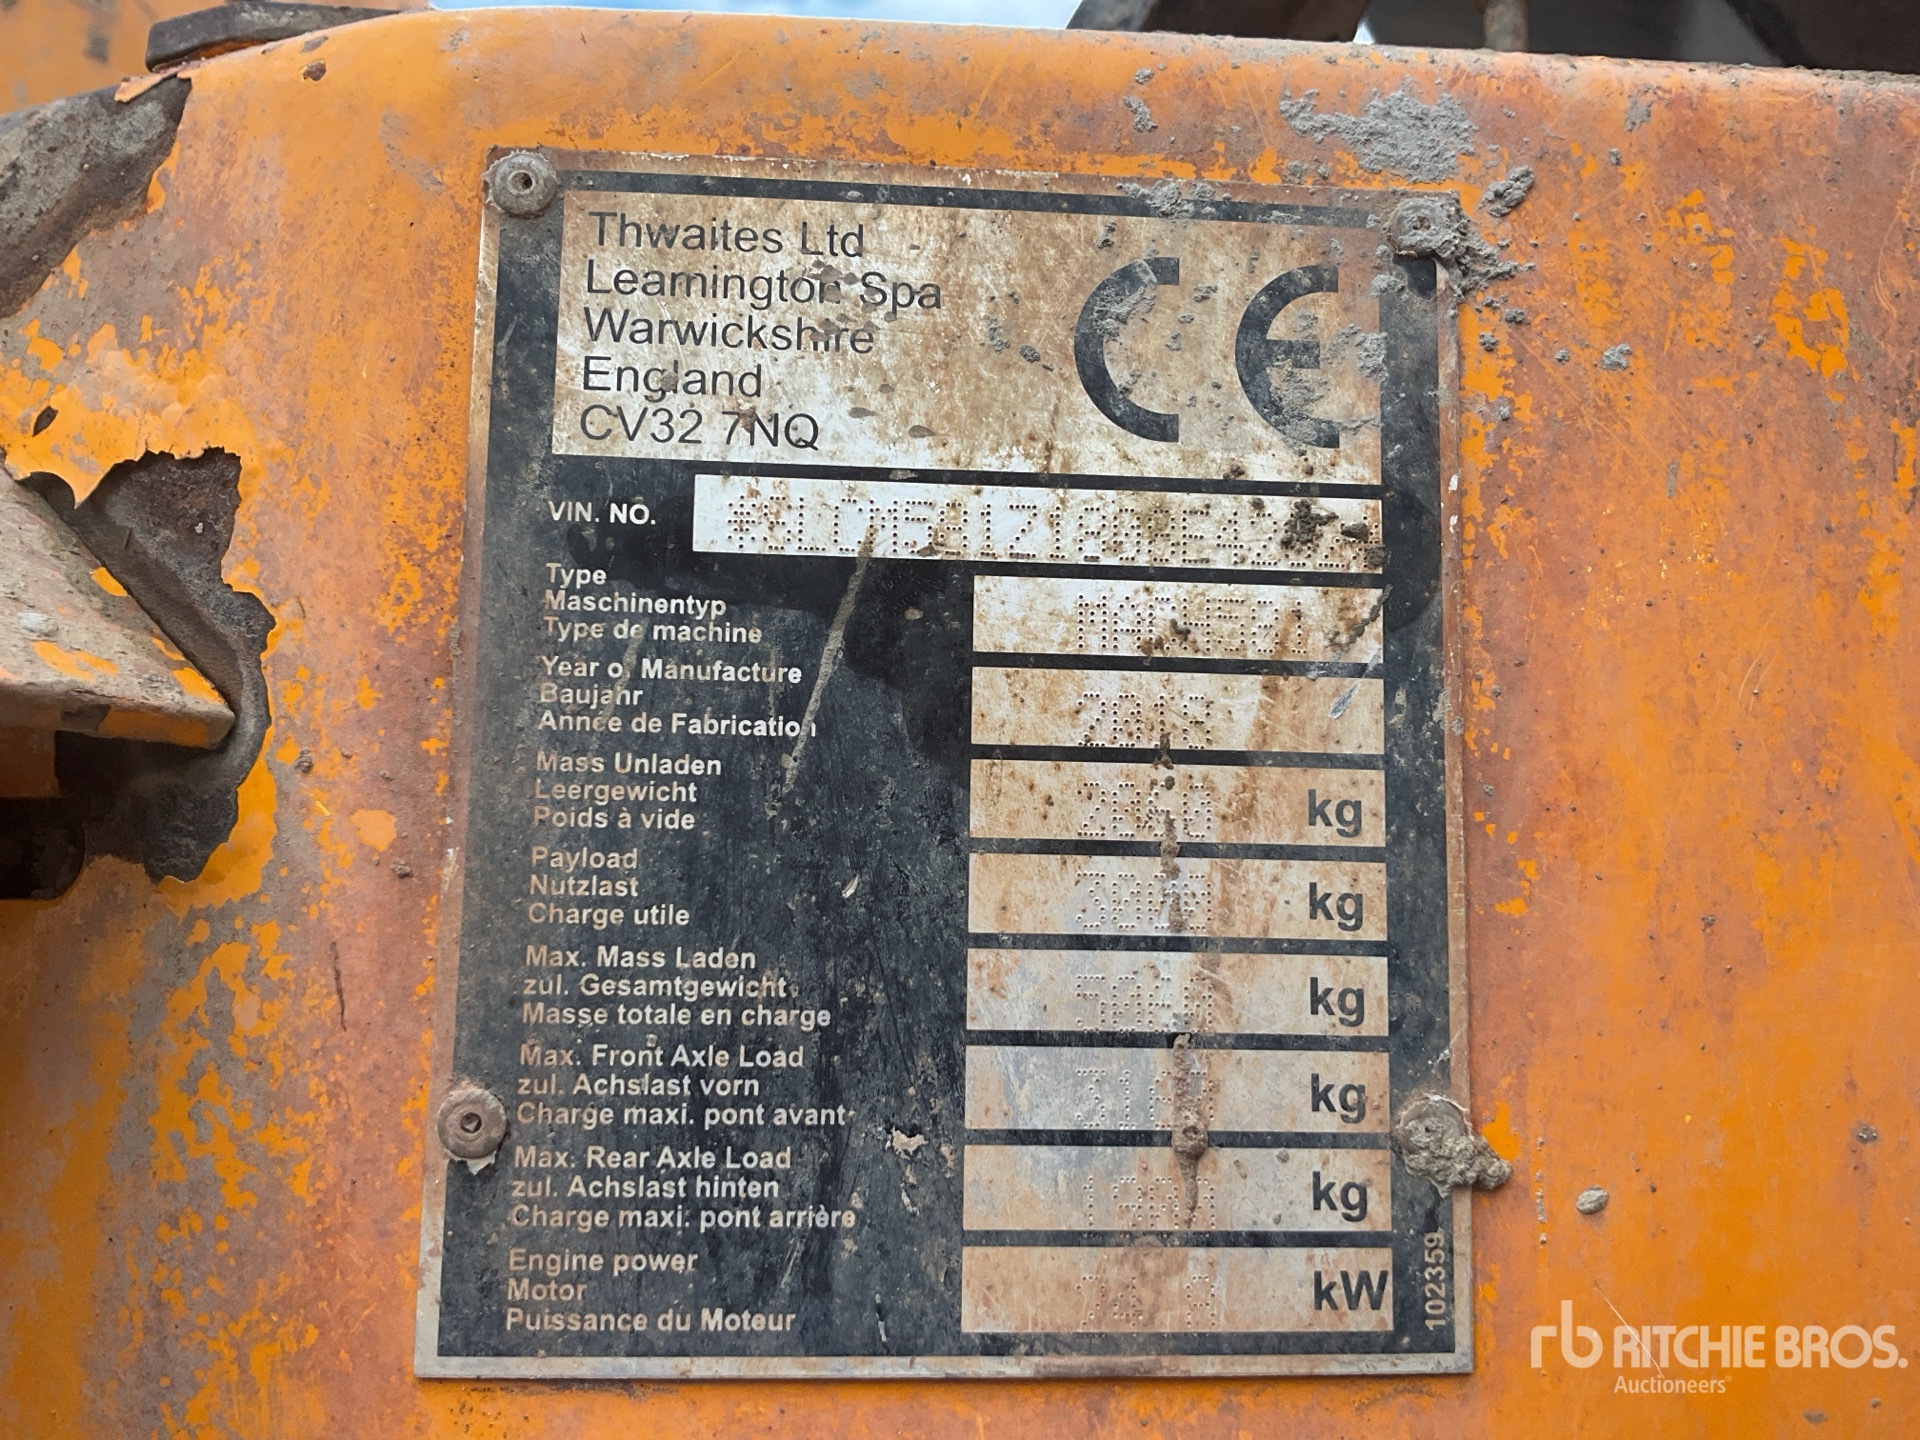 Thwaites Ltd
Leamington Spa
Warwickshire
England
CV32 7NQ
CE
VIN. NO.
Type
Maschinentyp
Type de machine
Year of Manufacture
Baujahr
Année de Fabrication
Mass Unladen
Leergewicht
Poids à vide
kg
Payload
Nutzlast
Charge utile
3000 kg
Max. Mass Laden
zul. Gesamtgewicht
Masse totale en charge
kg
Max. Front Axle Load
zul. Achslast vorn
Charge maxi. pont avant
kg
Max. Rear Axle Load
zul. Achslast hinten
Charge maxi. pont arrière
kg
Engine power
Motor
Puissance du Moteur
kW
102359
rb RITCHIE BROS.
Auctioneers